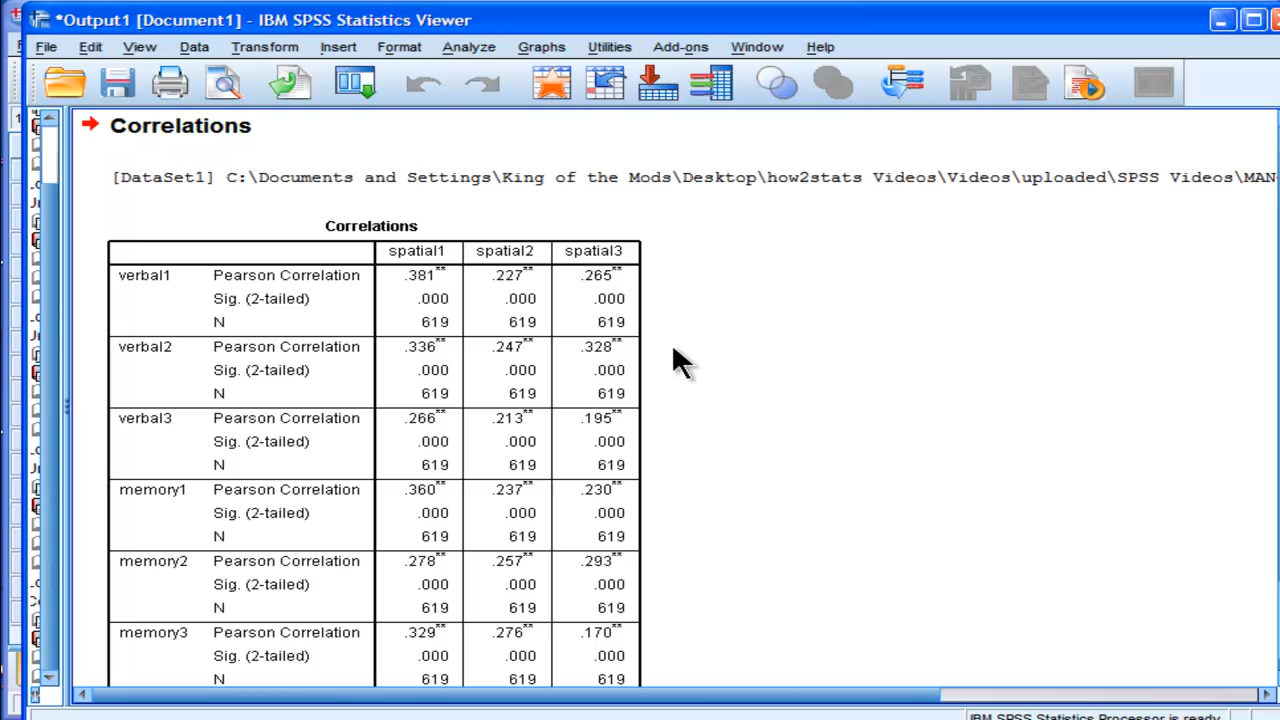 *Output1 [Document1] - IBM SPSS Statistics Viewer
File Edit View Data Transform Insert Format Analyze Graphs Utilities Add-ons Window Help
Correlations
[DataSet1] C:\Documents and Settings\King of the Mods\Desktop\how2stats Videos\Videos\uploaded\SPSS Videos\MAN
Correlations
spatial1 spatial2 spatial3
verbal1 Pearson Correlation .381** .227** .265**
Sig. (2-tailed) .000 .000 .000
N 619 619 619
verbal2 Pearson Correlation .336** .247** .328**
Sig. (2-tailed) .000 .000 .000
N 619 619 619
verbal3 Pearson Correlation .266** .213** .195**
Sig. (2-tailed) .000 .000 .000
N 619 619 619
memory1 Pearson Correlation .360** .237** .230**
Sig. (2-tailed) .000 .000 .000
N 619 619 619
memory2 Pearson Correlation .278** .257** .293**
Sig. (2-tailed) .000 .000 .000
N 619 619 619
memory3 Pearson Correlation .329** .276** .170**
Sig. (2-tailed) .000 .000 .000
N 619 619 619
IBM SPSS Statistics Processor is ready